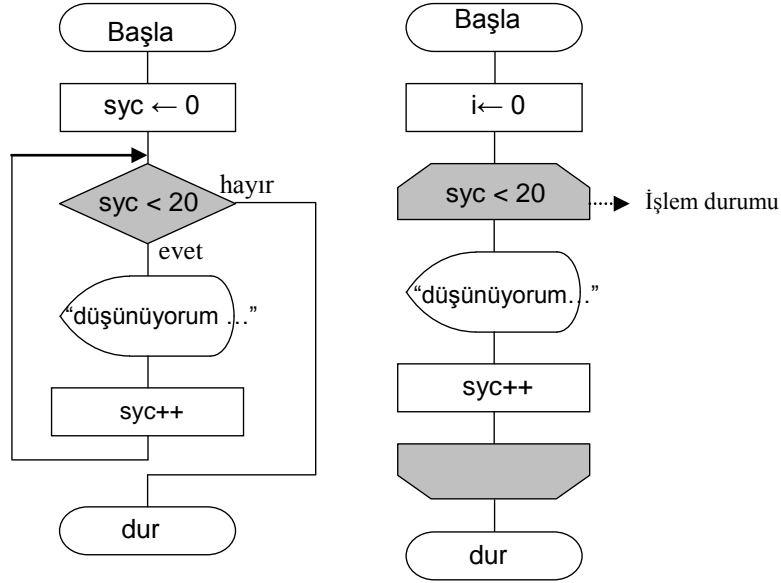 Başla
syc ← 0
syc < 20
hayır
evet
“düşünüyorum …”
syc++
dur
Başla
i← 0
syc < 20
İşlem durumu
“düşünüyorum…”
syc++
dur